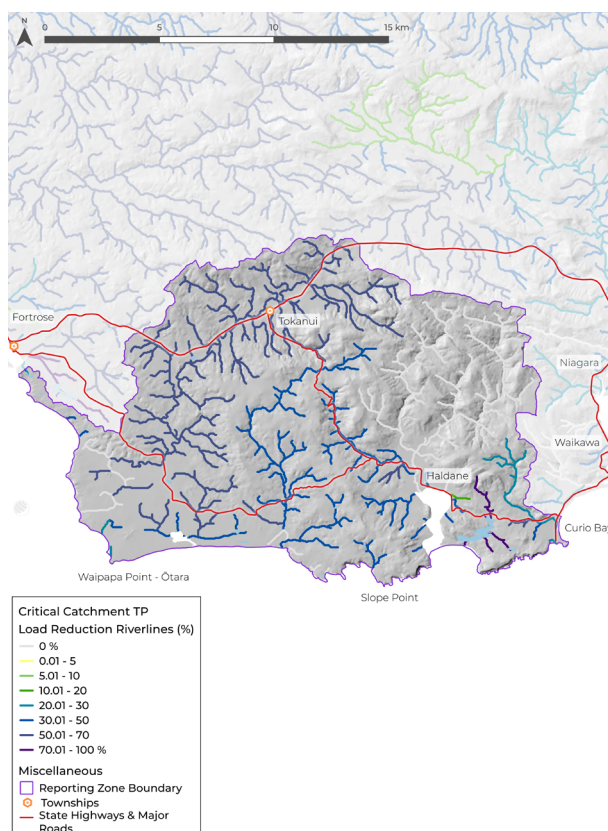 N
0
5
10
15 km
Fortrose
Tokanui
Niagara
Waikawa
Haldane
Curio Bay
Waipapa Point - Ōtara
Slope Point
Critical Catchment TP
Load Reduction Riverlines (%)
0 %
0.01 - 5
5.01 - 10
10.01 - 20
20.01 - 30
30.01 - 50
50.01 - 70
70.01 - 100 %
Miscellaneous
Reporting Zone Boundary
Townships
State Highways & Major
Roads